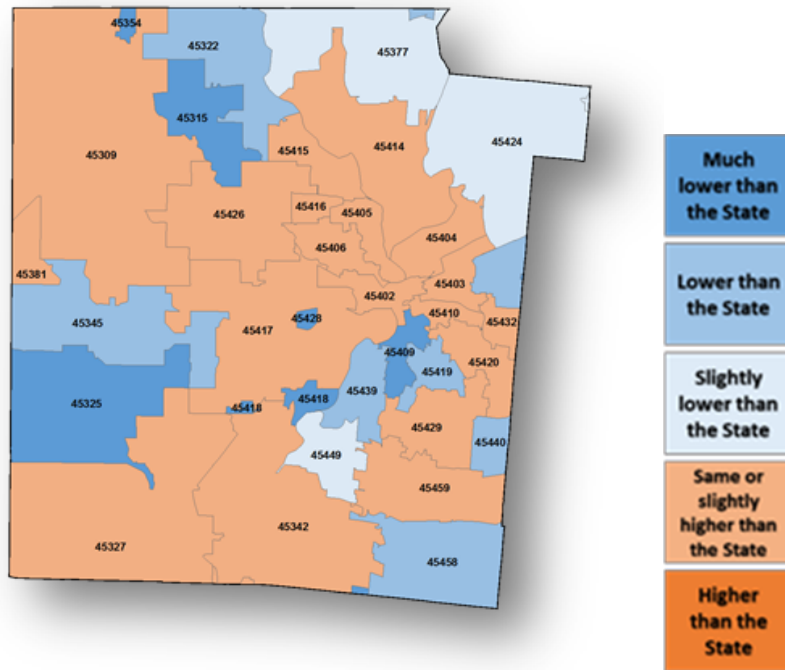 45354
45322
45377
45315
45424
45309
45415
45414
45426
45416
45405
45404
45406
45381
45402
45403
45345
45428
45410
45432
45417
45409
45420
45419
45325
45418
45418
45439
45429
45440
45449
45459
45342
45327
45458
Much
lower than
the State
Lower than
the State
Slightly
lower than
the State
Same or
slightly
higher than
the State
Higher
than the
State